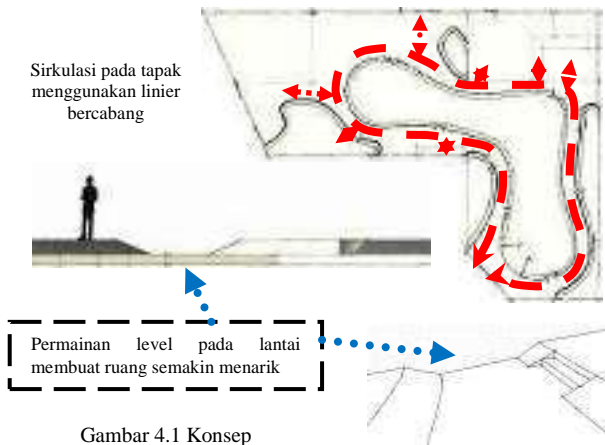 Sirkulasi pada tapak
menggunakan linier
bercabang
Permainan level pada lantai
membuat ruang semakin menarik
Gambar 4.1 Konsep